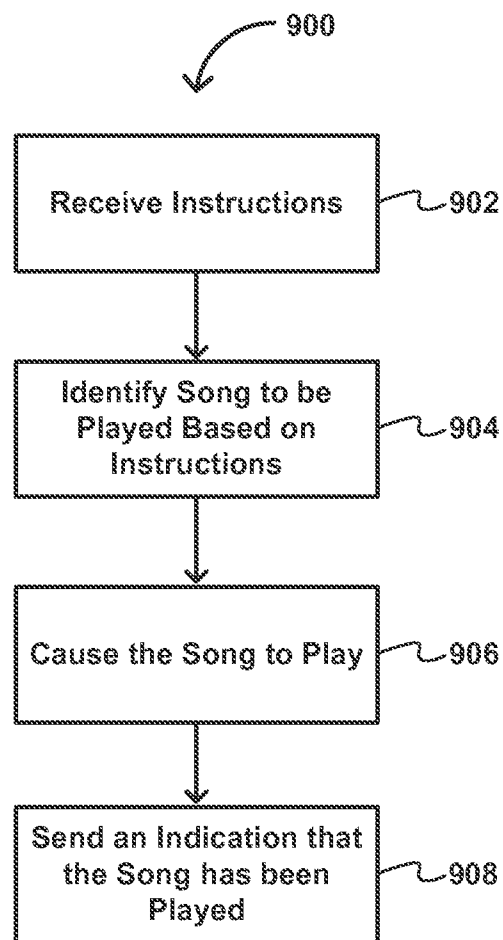 900
Receive Instructions
902
Identify Song to be
Played Based on
Instructions
904
Cause the Song to Play
906
Send an Indication that
the Song has been
Played
908